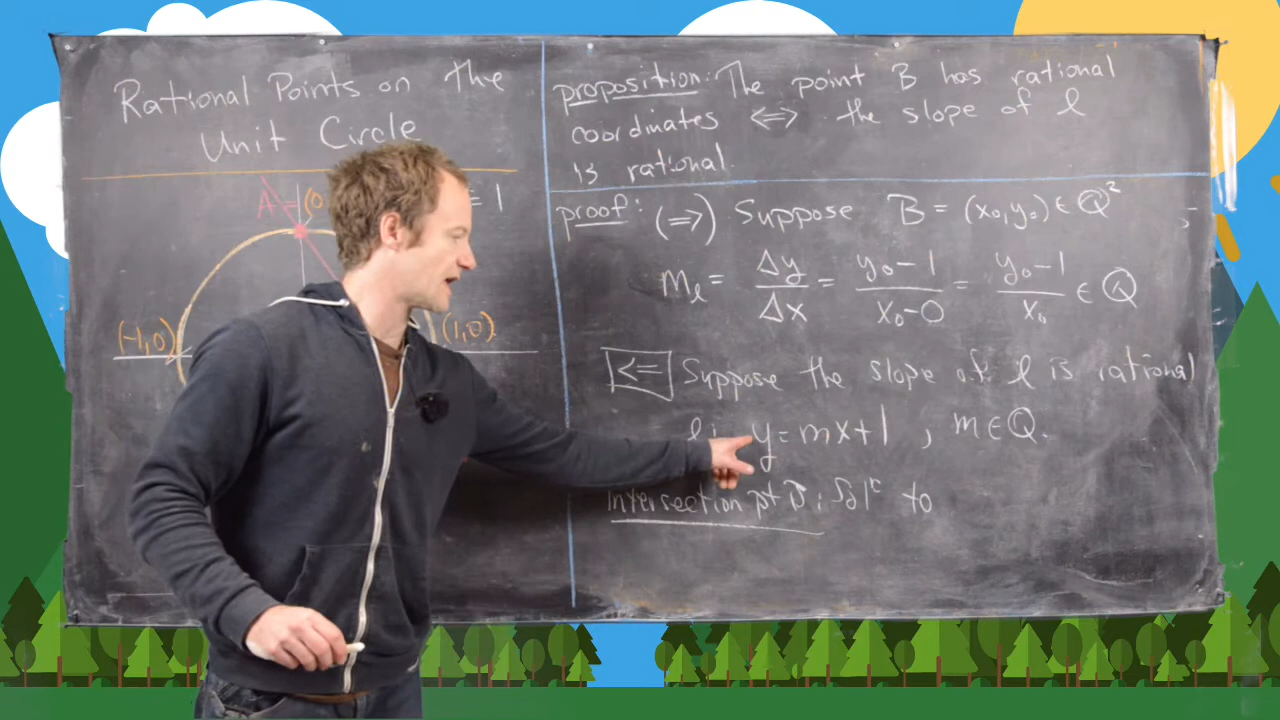 Rational Points on the
Unit Circle
A = (0
= 1
(-1,0)
(1,0)
proposition: The point B has rational
coordinates <=> the slope of l
is rational.
proof: (=>) Suppose B = (x₀,y₀) ∈ ℚ²
mₗ = Δy/Δx = y₀-1/x₀-0 = y₀-1/x₀ ∈ ℚ
<= Suppose the slope of l is rational
l: y = mx+1 , m ∈ ℚ.
Intersection pt to